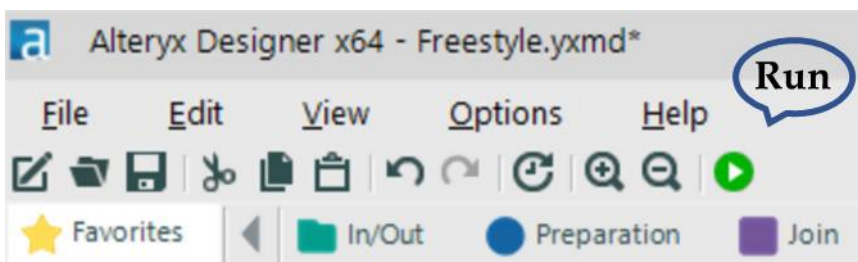 a Alteryx Designer x64 - Freestyle.yxmd*
Run
File Edit View Options Help
Favorites In/Out Preparation Join